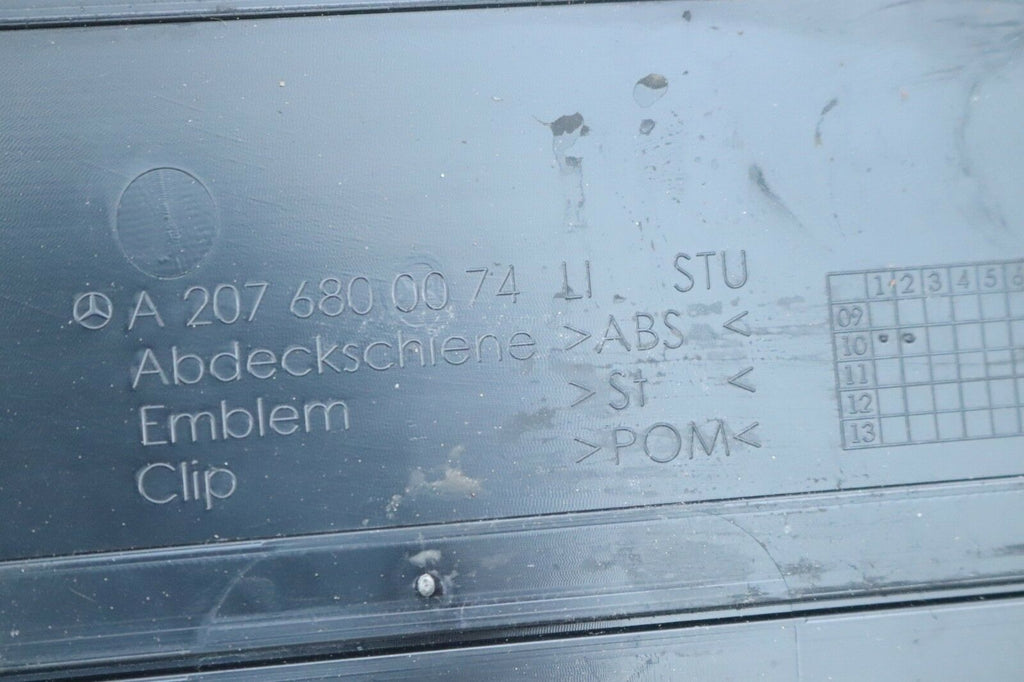 A 207 680 00 74 LI STU
Abdeckschiene >ABS <
Emblem >St <
Clip >POM<
1 2 3 4 5 6
09
10
11
12
13